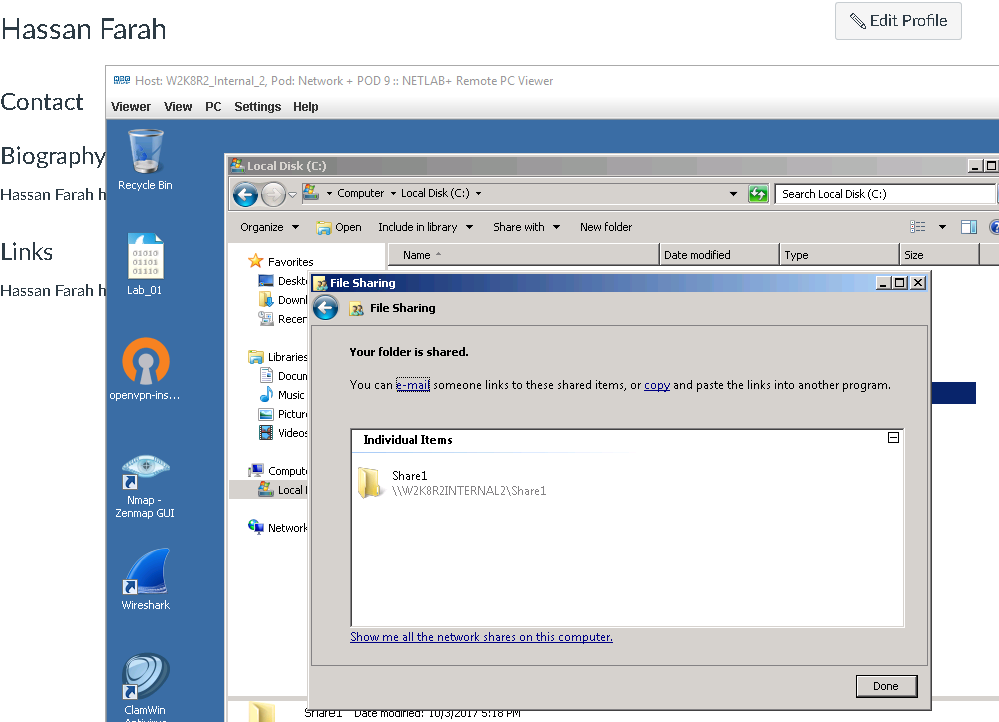 Hassan Farah
Edit Profile
Contact
Biography
Hassan Farah h
Links
Hassan Farah h
Host: W2K8R2_Internal_2, Pod: Network + POD 9 :: NETLAB+ Remote PC Viewer
Viewer View PC Settings Help
Recycle Bin
01010
01101
01110
Lab_01
openvpn-ins...
Nmap -
Zenmap GUI
Wireshark
ClamWin
Antivirus
Local Disk (C:)
Computer Local Disk (C:)
Search Local Disk (C:)
Organize Open Include in library Share with New folder
Name Date modified Type Size
Favorites
Deskt
Downl
Recen
Libraries
Docum
Music
Pictur
Videos
Compute
Local
Network
File Sharing
File Sharing
Your folder is shared.
You can e-mail someone links to these shared items, or copy and paste the links into another program.
Individual Items
Share1
\\W2K8R2INTERNAL2\Share1
Show me all the network shares on this computer.
Done
Share1 Date modified: 10/3/2017 5:18 PM